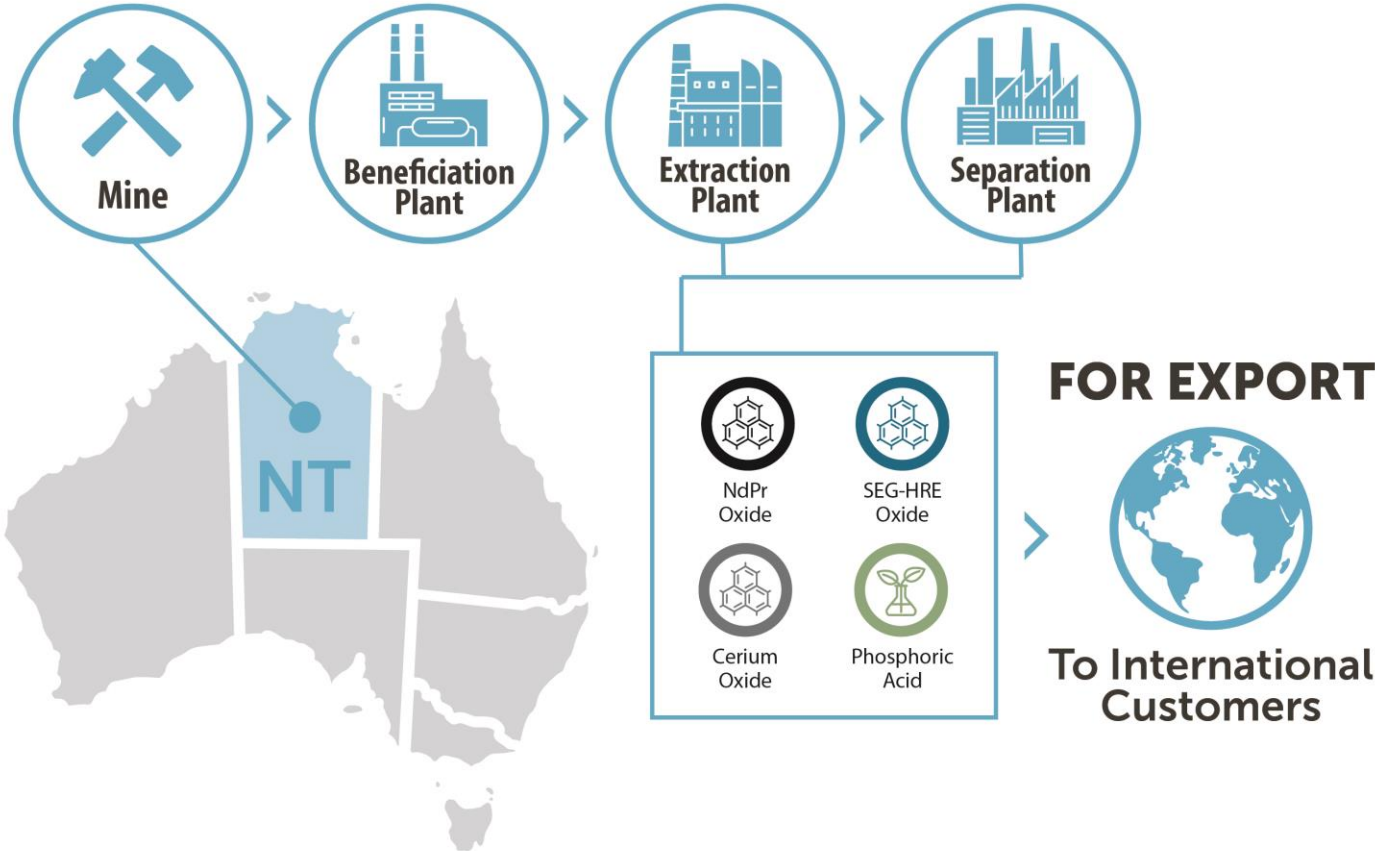 Mine
Beneficiation
Plant
Extraction
Plant
Separation
Plant
NT
NdPr
Oxide
SEG-HRE
Oxide
Cerium
Oxide
Phosphoric
Acid
FOR EXPORT
To International
Customers